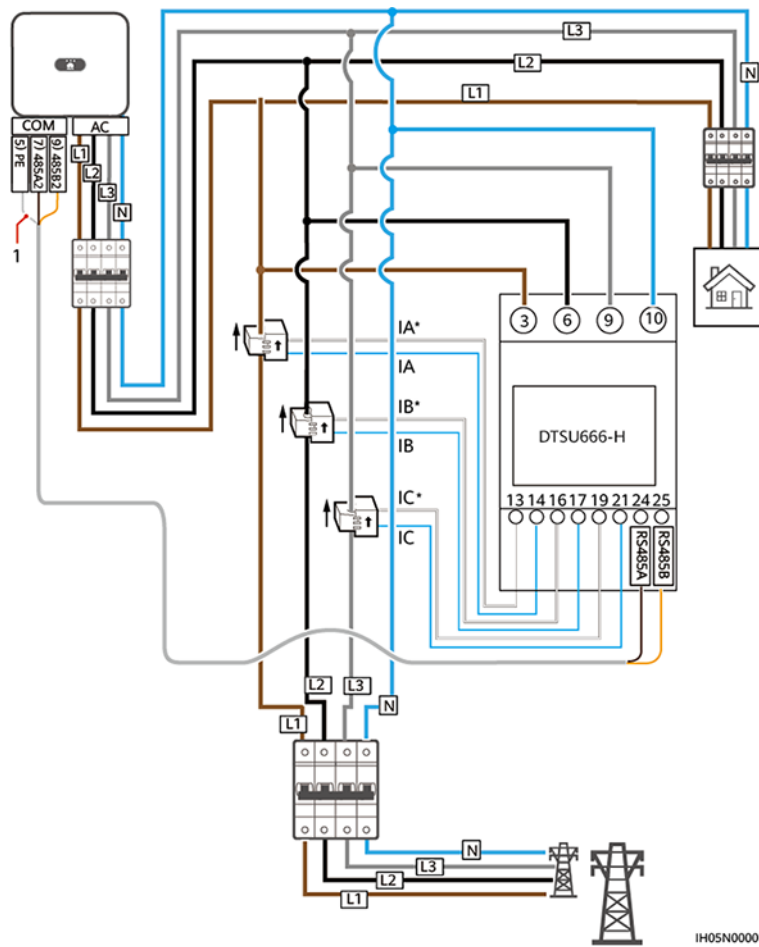 L3
L2
N
L1
COM
AC
5) PE
7) 485A2
9) 485B2
L1
L2
L3
N
1
3
6
9
10
IA*
IA
IB*
IB
DTSU666-H
IC*
IC
13 14 16 17 19 21 24 25
RS485A
RS485B
L2
L3
N
L1
N
L3
L2
L1
IH05N0000